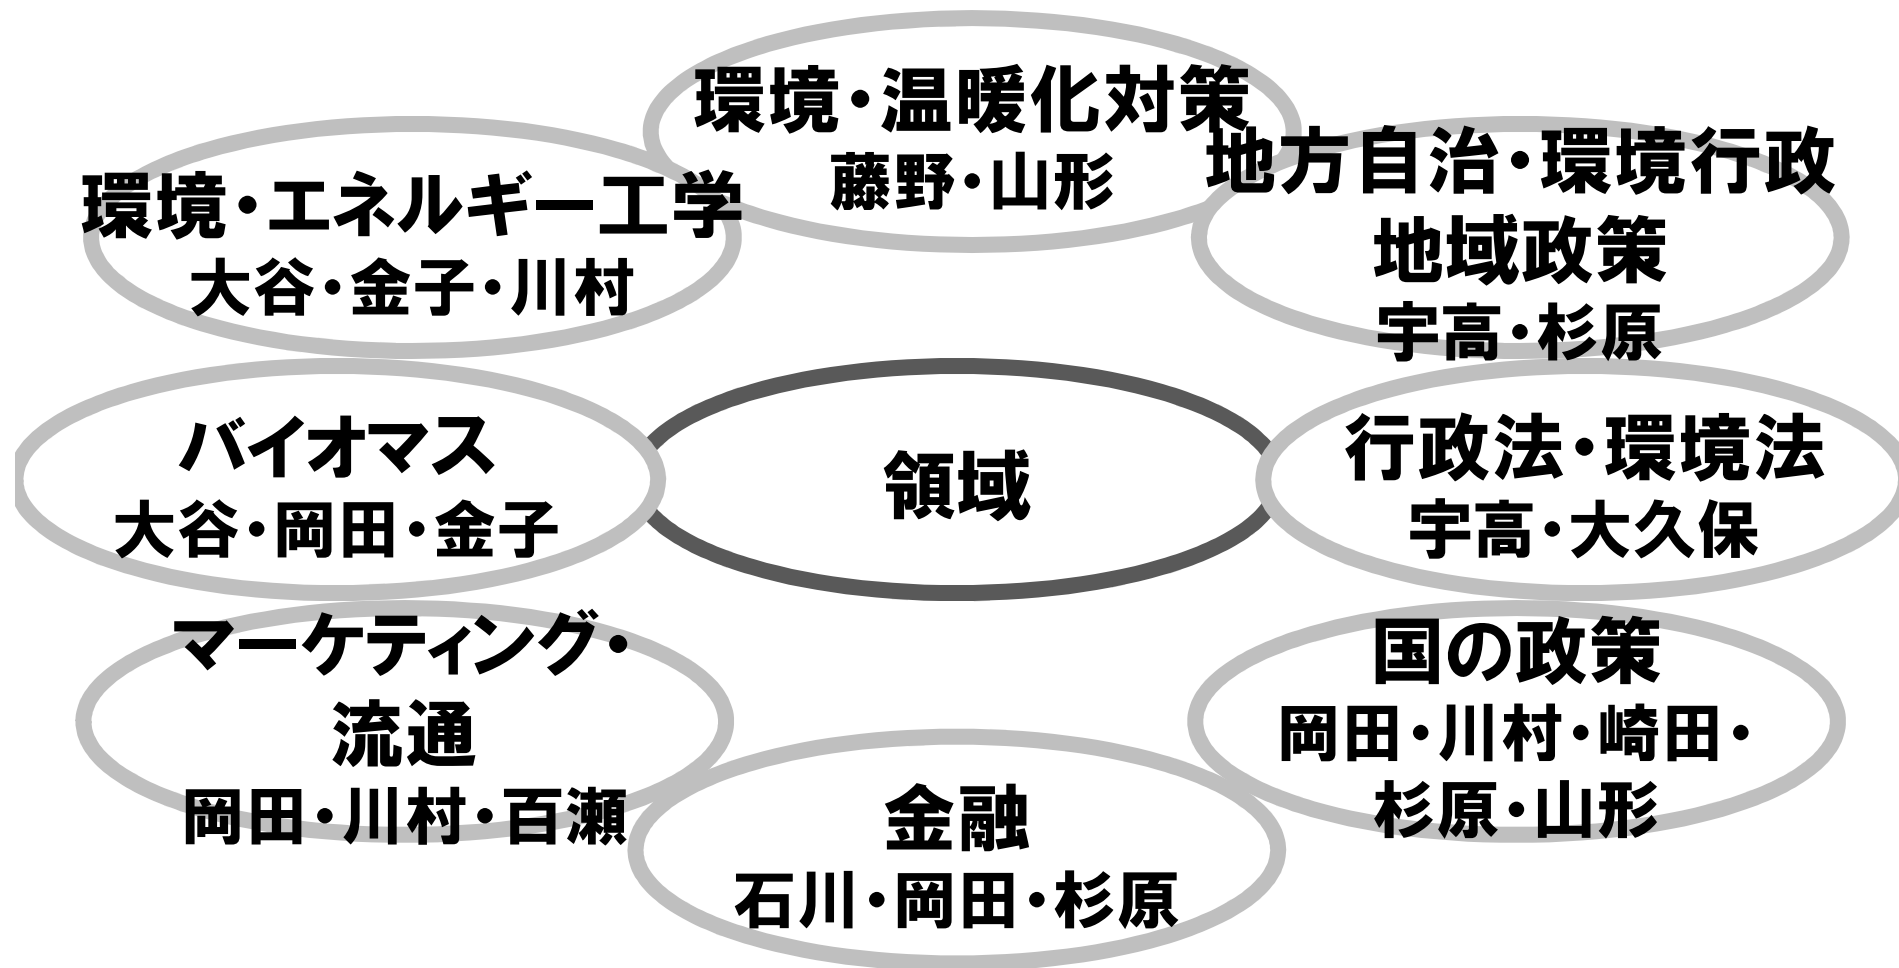 環境・温暖化対策
藤野・山形
地方自治・環境行政
地域政策
宇高・杉原
環境・エネルギー工学
大谷・金子・川村
領域
行政法・環境法
宇高・大久保
バイオマス
大谷・岡田・金子
国の政策
岡田・川村・崎田・
杉原・山形
マーケティング・
流通
岡田・川村・百瀬
金融
石川・岡田・杉原